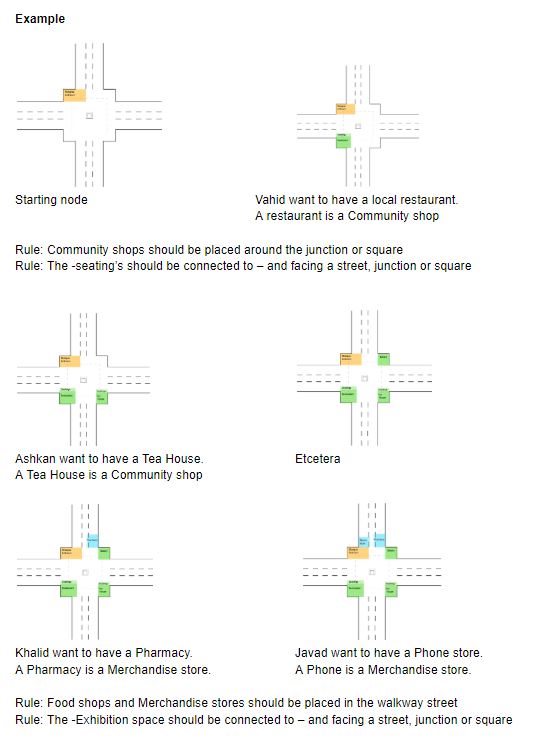 Example
Starting node
Vahid want to have a local restaurant.
A restaurant is a Community shop
Rule: Community shops should be placed around the junction or square
Rule: The -seating's should be connected to – and facing a street, junction or square
Ashkan want to have a Tea House.
A Tea House is a Community shop
Etcetera
Khalid want to have a Pharmacy.
A Pharmacy is a Merchandise store.
Javad want to have a Phone store.
A Phone is a Merchandise store.
Rule: Food shops and Merchandise stores should be placed in the walkway street
Rule: The -Exhibition space should be connected to – and facing a street, junction or square